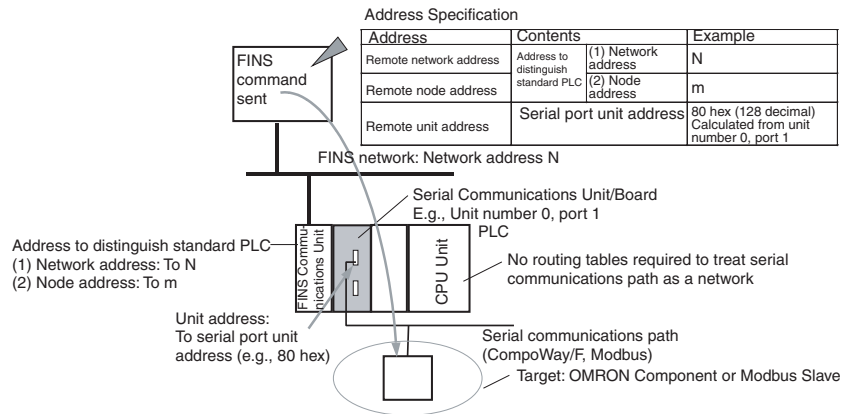 Address Specification
Address Contents Example
Remote network address Address to distinguish standard PLC (1) Network address N
Remote node address (2) Node address m
Remote unit address Serial port unit address 80 hex (128 decimal)
Calculated from unit
number 0, port 1
FINS
command
sent
FINS network: Network address N
Serial Communications Unit/Board
E.g., Unit number 0, port 1
PLC
Address to distinguish standard PLC
(1) Network address: To N
(2) Node address: To m
FINS Commu-
nications Unit
CPU Unit
No routing tables required to treat serial
communications path as a network
Unit address:
To serial port unit
address (e.g., 80 hex)
Serial communications path
(CompoWay/F, Modbus)
Target: OMRON Component or Modbus Slave